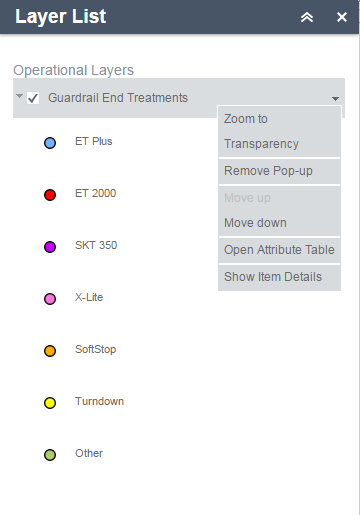 Layer List
Operational Layers
Guardrail End Treatments
Zoom to
Transparency
Remove Pop-up
Move up
Move down
Open Attribute Table
Show Item Details
ET Plus
ET 2000
SKT 350
X-Lite
SoftStop
Turndown
Other